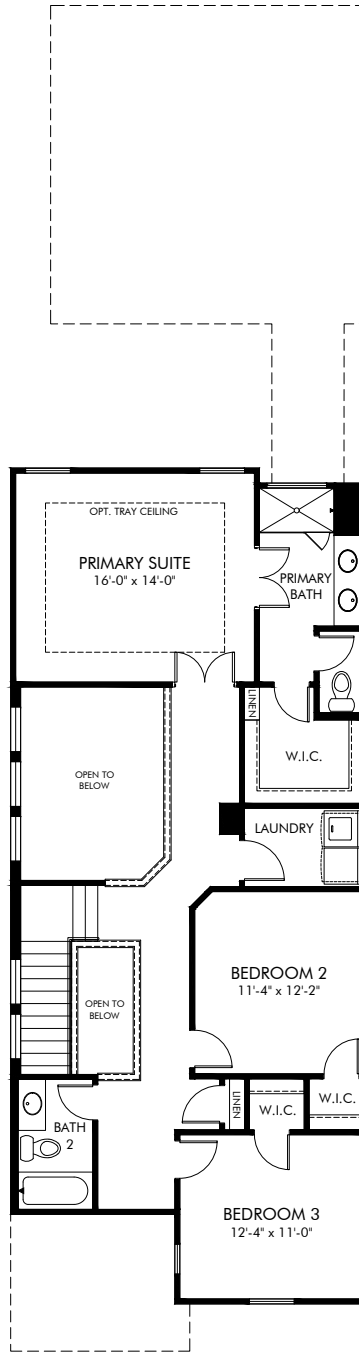 OPT. TRAY CEILING
PRIMARY SUITE
16'-0" x 14'-0"
PRIMARY
BATH
LINEN
W.I.C.
OPEN TO
BELOW
LAUNDRY
BEDROOM 2
11'-4" x 12'-2"
OPEN TO
BELOW
BATH
2
LINEN
W.I.C.
W.I.C.
BEDROOM 3
12'-4" x 11'-0"